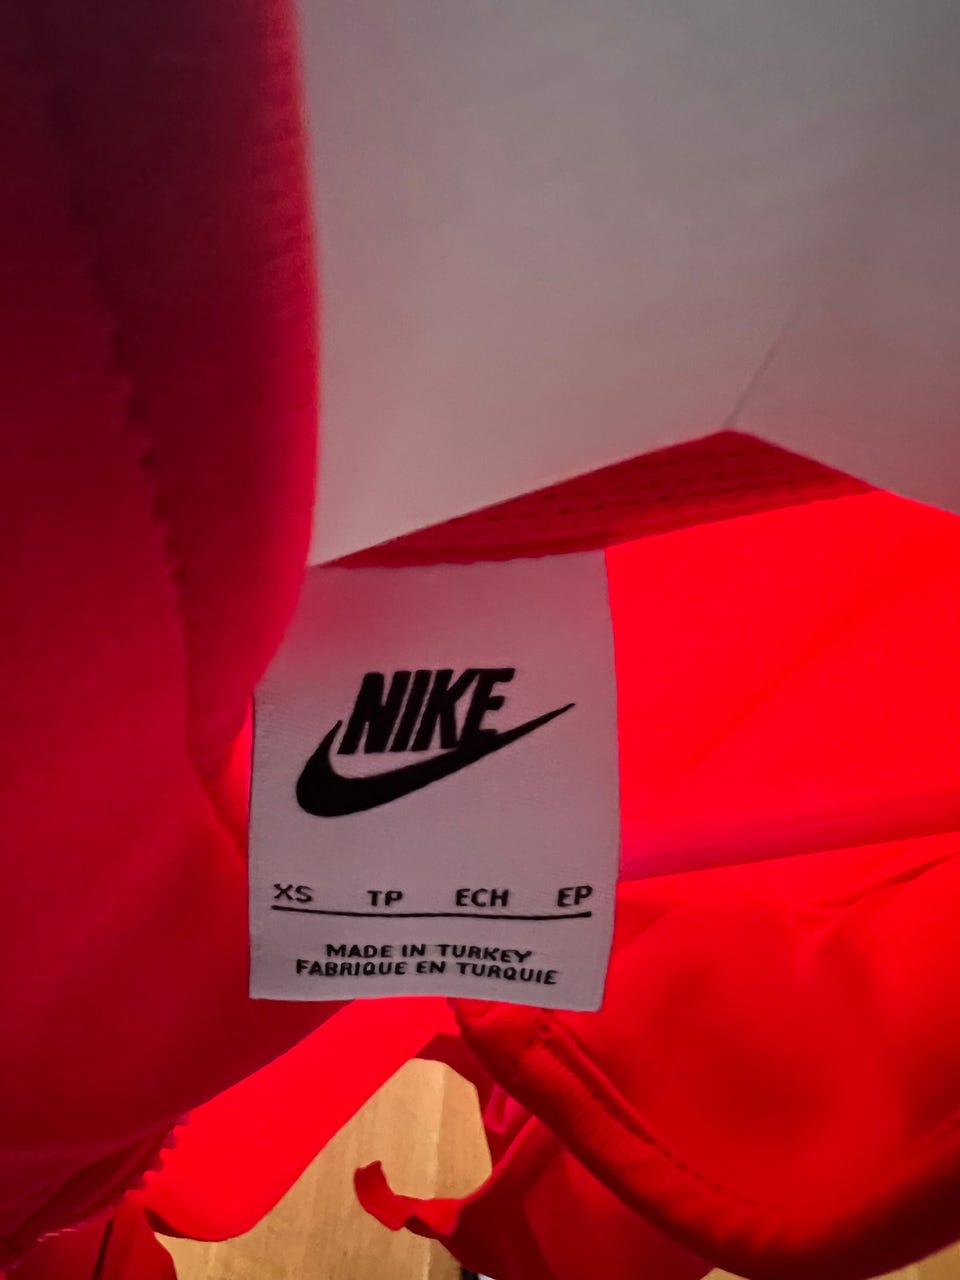 NIKE
XS TP ECH EP
MADE IN TURKEY
FABRIQUE EN TURQUIE